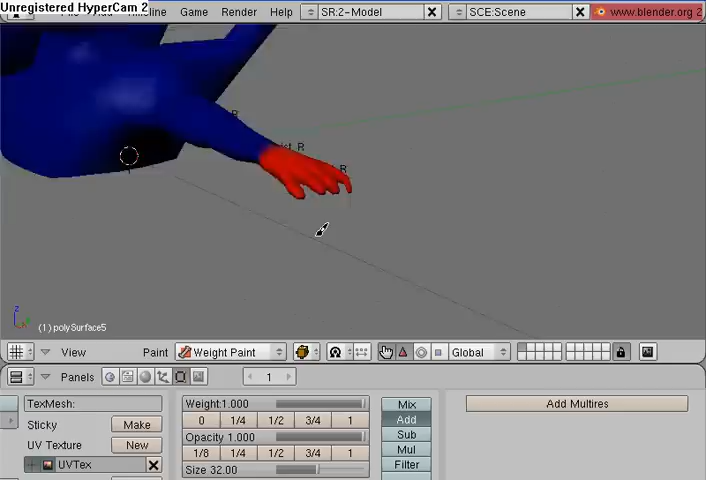 Unregistered HyperCam 2
Timeline Game Render Help SR:2-Model SCE:Scene www.blender.org 2
R
ist_R
R
z
(1) polySurface5
View Paint Weight Paint Global
Panels 1
TexMesh:
Sticky Make
UV Texture New
UVTex
Weight:1.000
0 1/4 1/2 3/4 1
Opacity 1.000
1/8 1/4 1/2 3/4 1
Size 32.00
Mix
Add
Sub
Mul
Filter
Add Multires